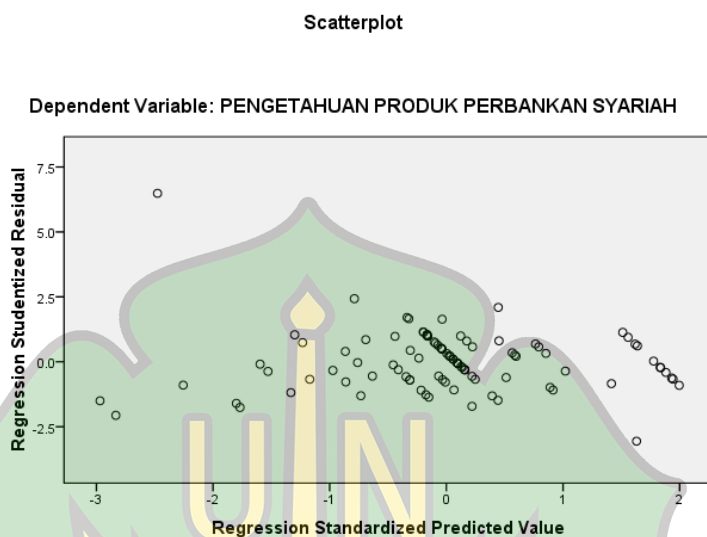 Scatterplot
Dependent Variable: PENGETAHUAN PRODUK PERBANKAN SYARIAH
Regression Studentized Residual
7.5
5.0
2.5
0.0
-2.5
-3 -2 -1 0 1 2
Regression Standardized Predicted Value
UIN